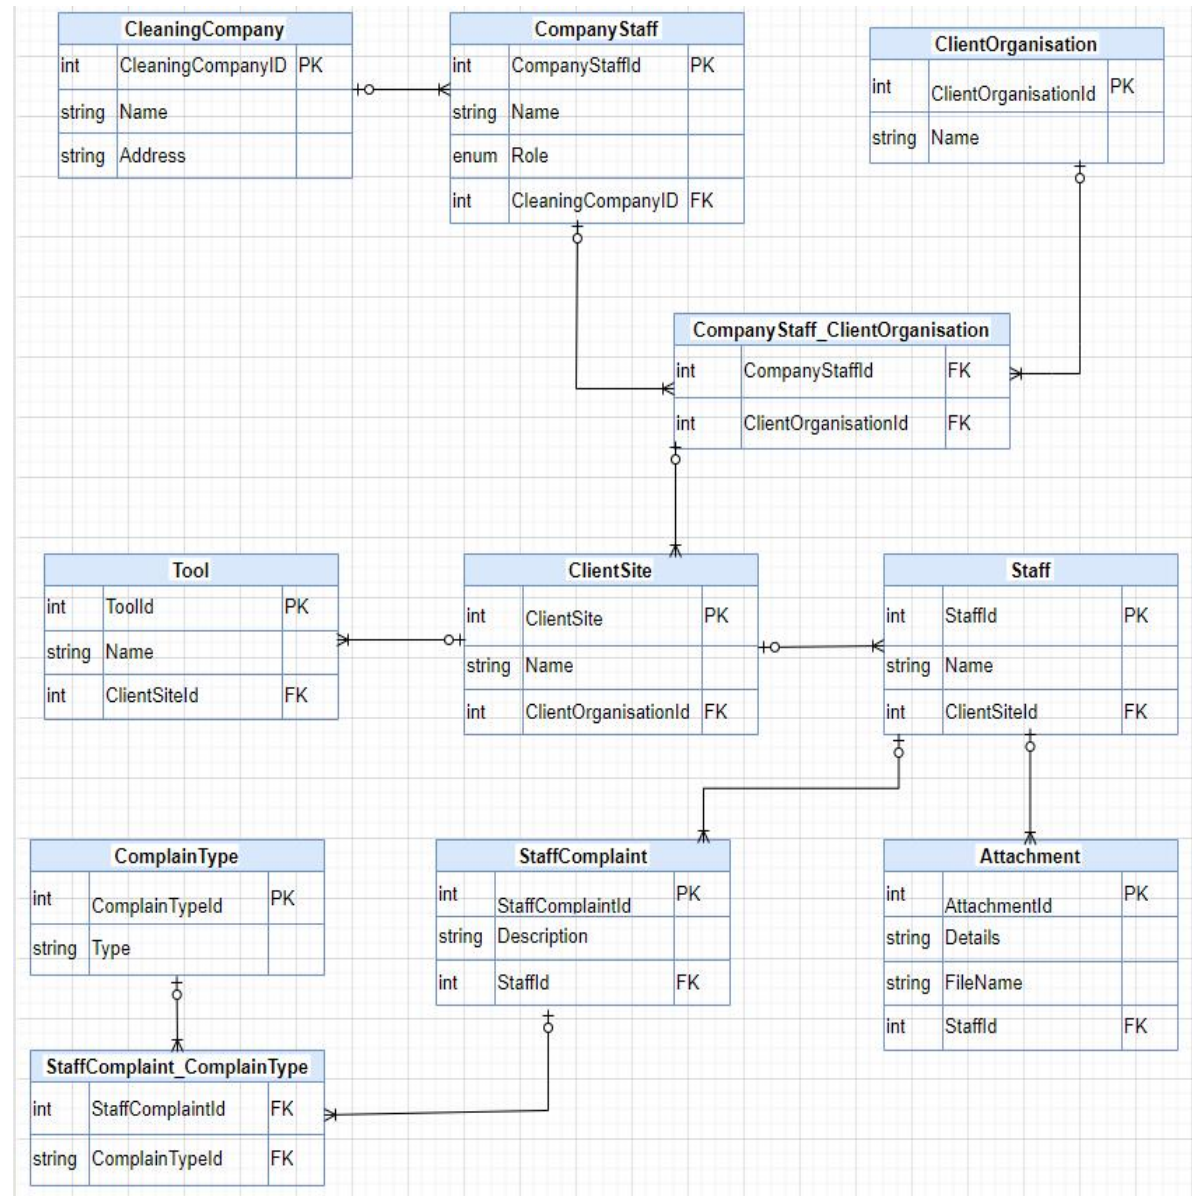 CleaningCompany
int CleaningCompanyID PK
string Name
string Address
CompanyStaff
int CompanyStaffId PK
string Name
enum Role
int CleaningCompanyID FK
ClientOrganisation
int ClientOrganisationId PK
string Name
CompanyStaff_ClientOrganisation
int CompanyStaffId FK
int ClientOrganisationId FK
Tool
int ToolId PK
string Name
int ClientSiteId FK
ClientSite
int ClientSite PK
string Name
int ClientOrganisationId FK
Staff
int StaffId PK
string Name
int ClientSiteId FK
ComplainType
int ComplainTypeId PK
string Type
StaffComplaint
int StaffComplaintId PK
string Description
int StaffId FK
Attachment
int AttachmentId PK
string Details
string FileName
int StaffId FK
StaffComplaint_ComplainType
int StaffComplaintId FK
string ComplainTypeId FK